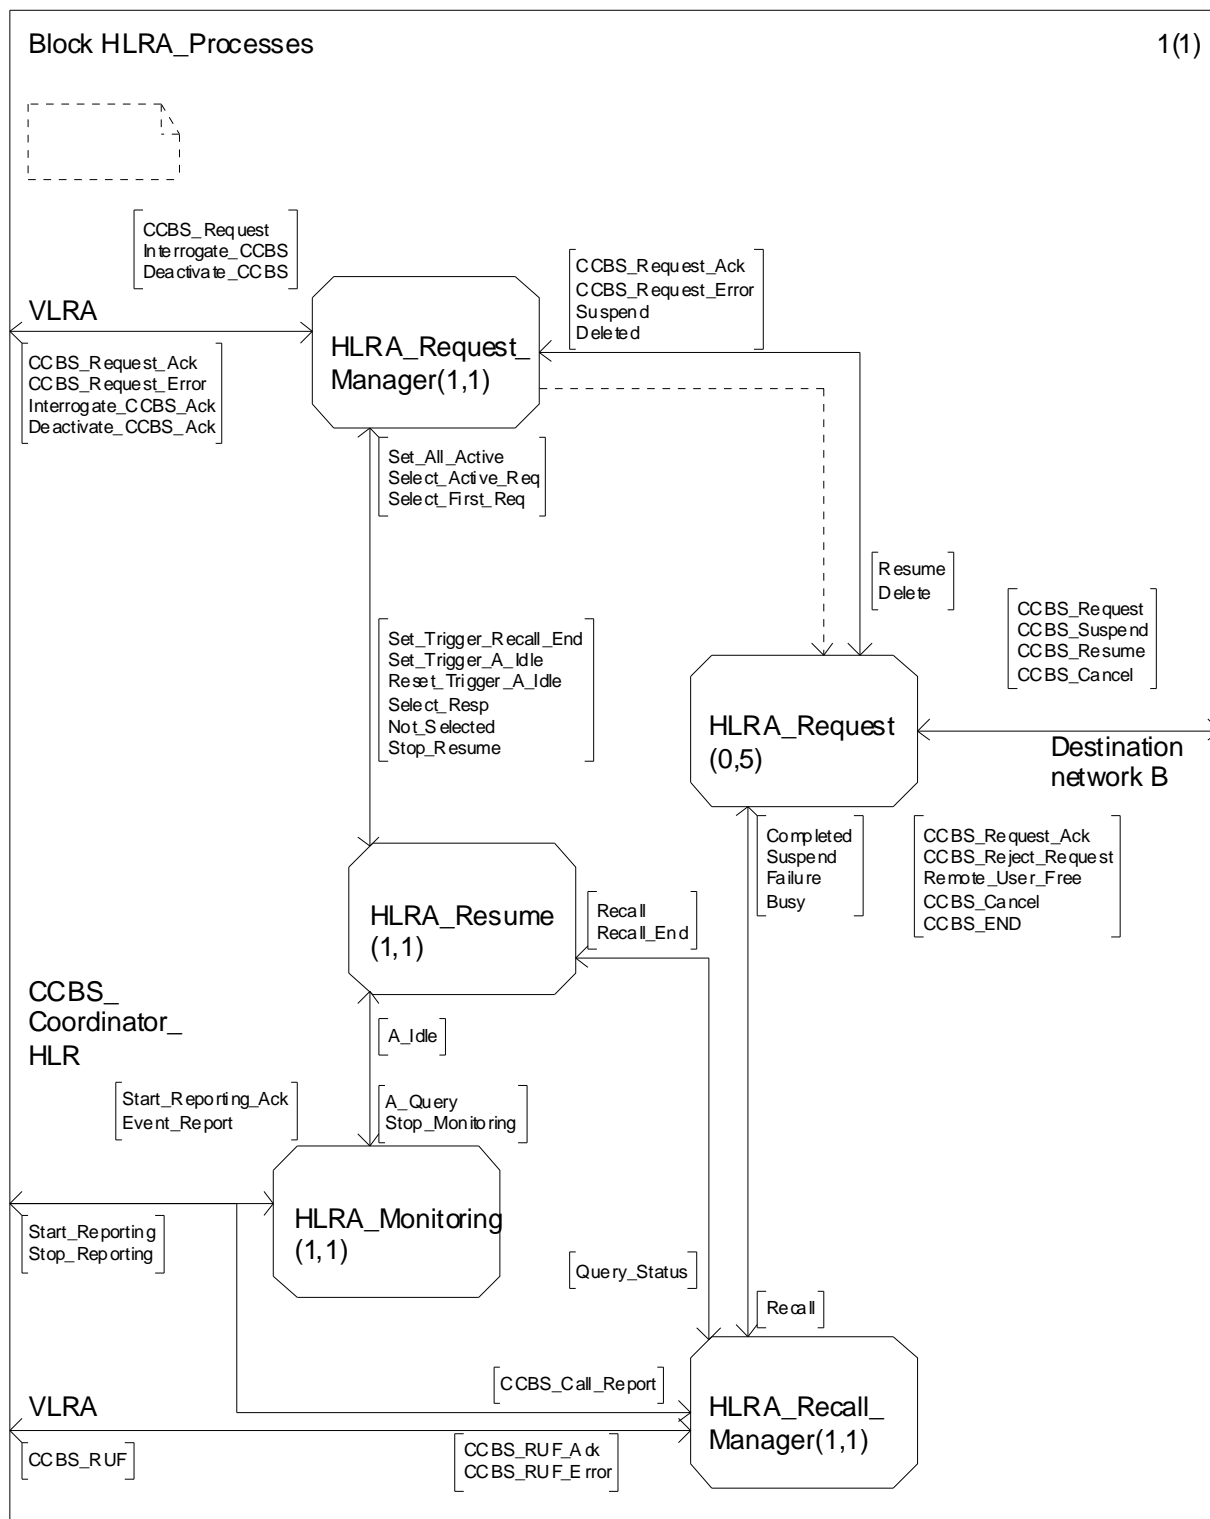 Block HLRA_Processes
1(1)
CCBS_Request
Interrogate_CCBS
Deactivate_CCBS
CCBS_Request_Ack
CCBS_Request_Error
Suspend
Deleted
VLRA
HLRA_Request_
Manager(1,1)
CCBS_Request_Ack
CCBS_Request_Error
Interrogate_CCBS_Ack
Deactivate_CCBS_Ack
Set_All_Active
Select_Active_Req
Select_First_Req
Resume
Delete
CCBS_Request
CCBS_Suspend
CCBS_Resume
CCBS_Cancel
Set_Trigger_Recall_End
Set_Trigger_A_Idle
Reset_Trigger_A_Idle
Select_Resp
Not_Selected
Stop_Resume
HLRA_Request
(0,5)
Destination
network B
Completed
Suspend
Failure
Busy
CCBS_Request_Ack
CCBS_Reject_Request
Remote_User_Free
CCBS_Cancel
CCBS_END
HLRA_Resume
(1,1)
Recall
Recall_End
CCBS_
Coordinator_
HLR
A_Idle
Start_Reporting_Ack
Event_Report
A_Query
Stop_Monitoring
HLRA_Monitoring
(1,1)
Start_Reporting
Stop_Reporting
Query_Status
Recall
CCBS_Call_Report
VLRA
HLRA_Recall_
Manager(1,1)
CCBS_RUF
CCBS_RUF_Ack
CCBS_RUF_Error